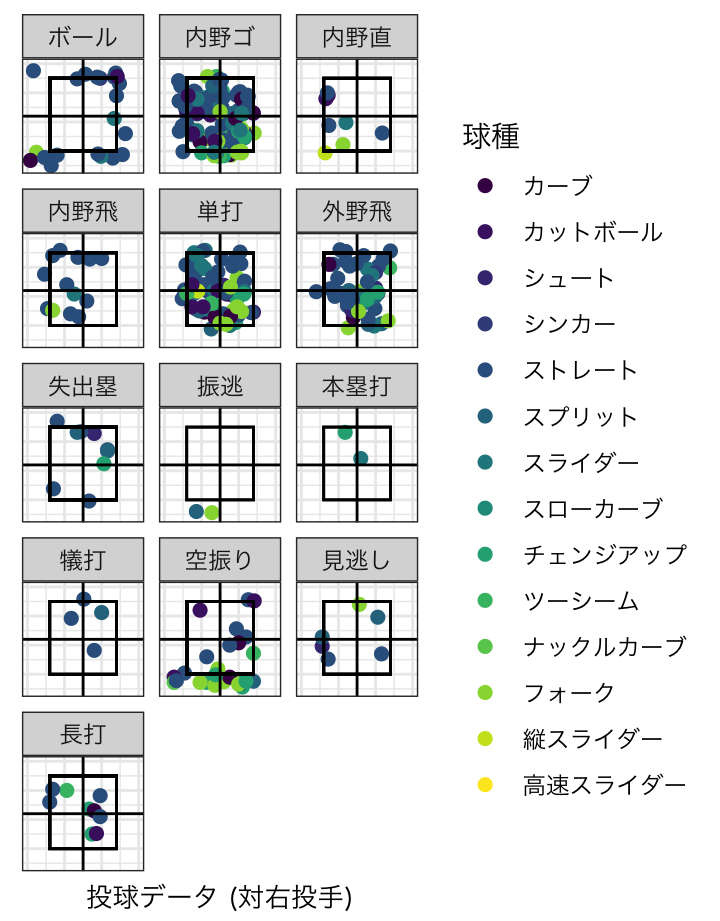 ボール
内野ゴ
内野直
内野飛
単打
外野飛
失出塁
振逃
本塁打
犠打
空振り
見逃し
長打
球種
カーブ
カットボール
シュート
シンカー
ストレート
スプリット
スライダー
スローカーブ
チェンジアップ
ツーシーム
ナックルカーブ
フォーク
縦スライダー
高速スライダー
投球データ (対右投手)